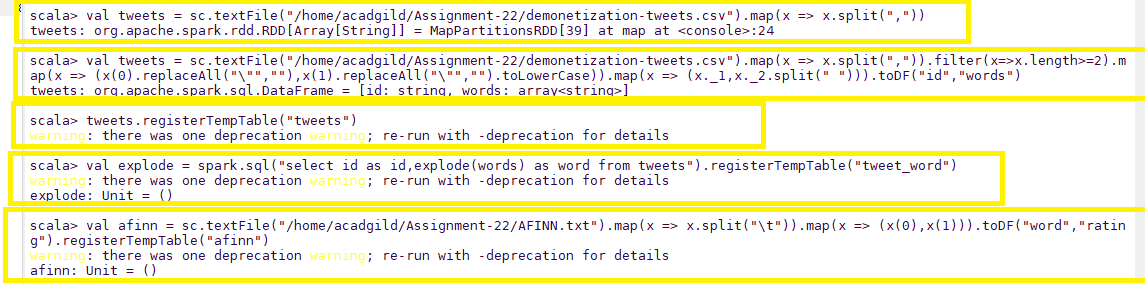 scala> val tweets = sc.textFile("/home/acadgild/Assignment-22/demonetization-tweets.csv").map(x => x.split(","))
tweets: org.apache.spark.rdd.RDD[Array[String]] = MapPartitionsRDD[39] at map at <console>:24
scala> val tweets = sc.textFile("/home/acadgild/Assignment-22/demonetization-tweets.csv").map(x => x.split(",")).filter(x=>x.length>=2).m
ap(x => (x(0).replaceAll("\"",""),x(1).replaceAll("\"","").toLowerCase)).map(x => (x._1,x._2.split(" "))).toDF("id","words")
tweets: org.apache.spark.sql.DataFrame = [id: string, words: array<string>]
scala> tweets.registerTempTable("tweets")
warning: there was one deprecation warning; re-run with -deprecation for details
scala> val explode = spark.sql("select id as id,explode(words) as word from tweets").registerTempTable("tweet_word")
warning: there was one deprecation warning; re-run with -deprecation for details
explode: Unit = ()
scala> val afinn = sc.textFile("/home/acadgild/Assignment-22/AFINN.txt").map(x => x.split("\t")).map(x => (x(0),x(1))).toDF("word","ratin
g").registerTempTable("afinn")
warning: there was one deprecation warning; re-run with -deprecation for details
afinn: Unit = ()